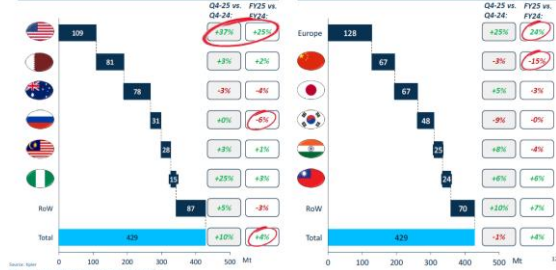 Q4-25 vs. Q4-24: FY25 vs. FY24:
109 +37% +25%
81 +3% +2%
78 -3% -4%
31 +0% -6%
28 +3% +1%
15 +25% +3%
RoW 87 +5% -3%
Total 429 +10% +4%
0 100 200 300 400 500 Mt
Source: Kpler
Q4-25 vs. Q4-24: FY25 vs. FY24:
Europe 128 +25% 24%
67 -3% -15%
67 +5% -3%
48 -9% -0%
25 +8% -4%
24 +6% +6%
RoW 70 +10% +7%
Total 429 -1% +4%
0 100 200 300 400 500 Mt